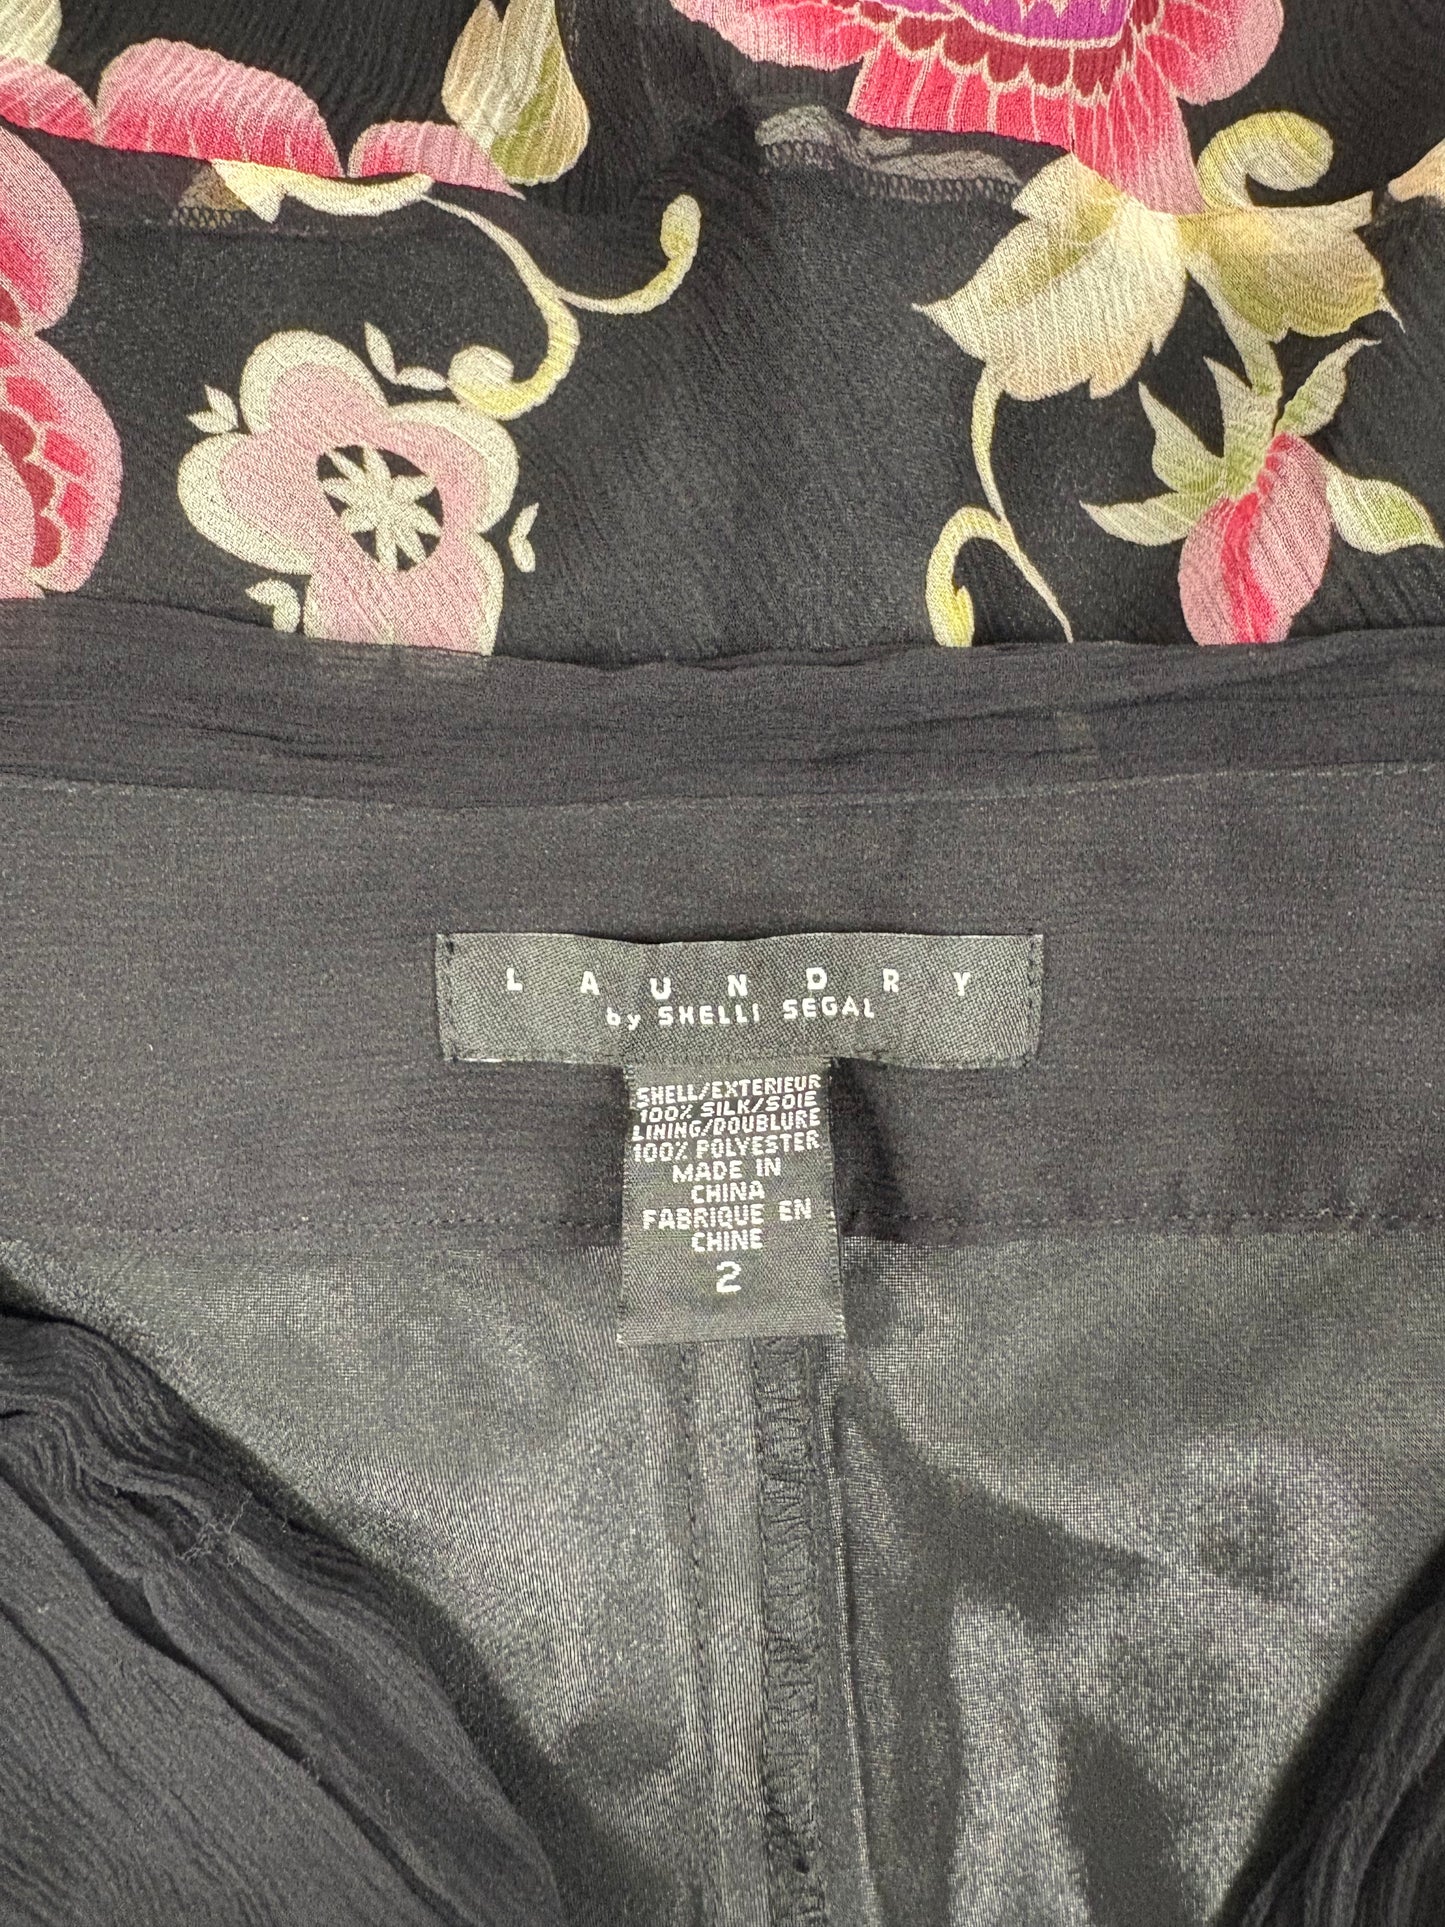 LAUNDRY
by SHELLI SEGAL
SHELL/EXTERIEUR
100% SILK/SOIE
LINING/DOUBLURE
100% POLYESTER
MADE IN
CHINA
FABRIQUE EN
CHINE
2